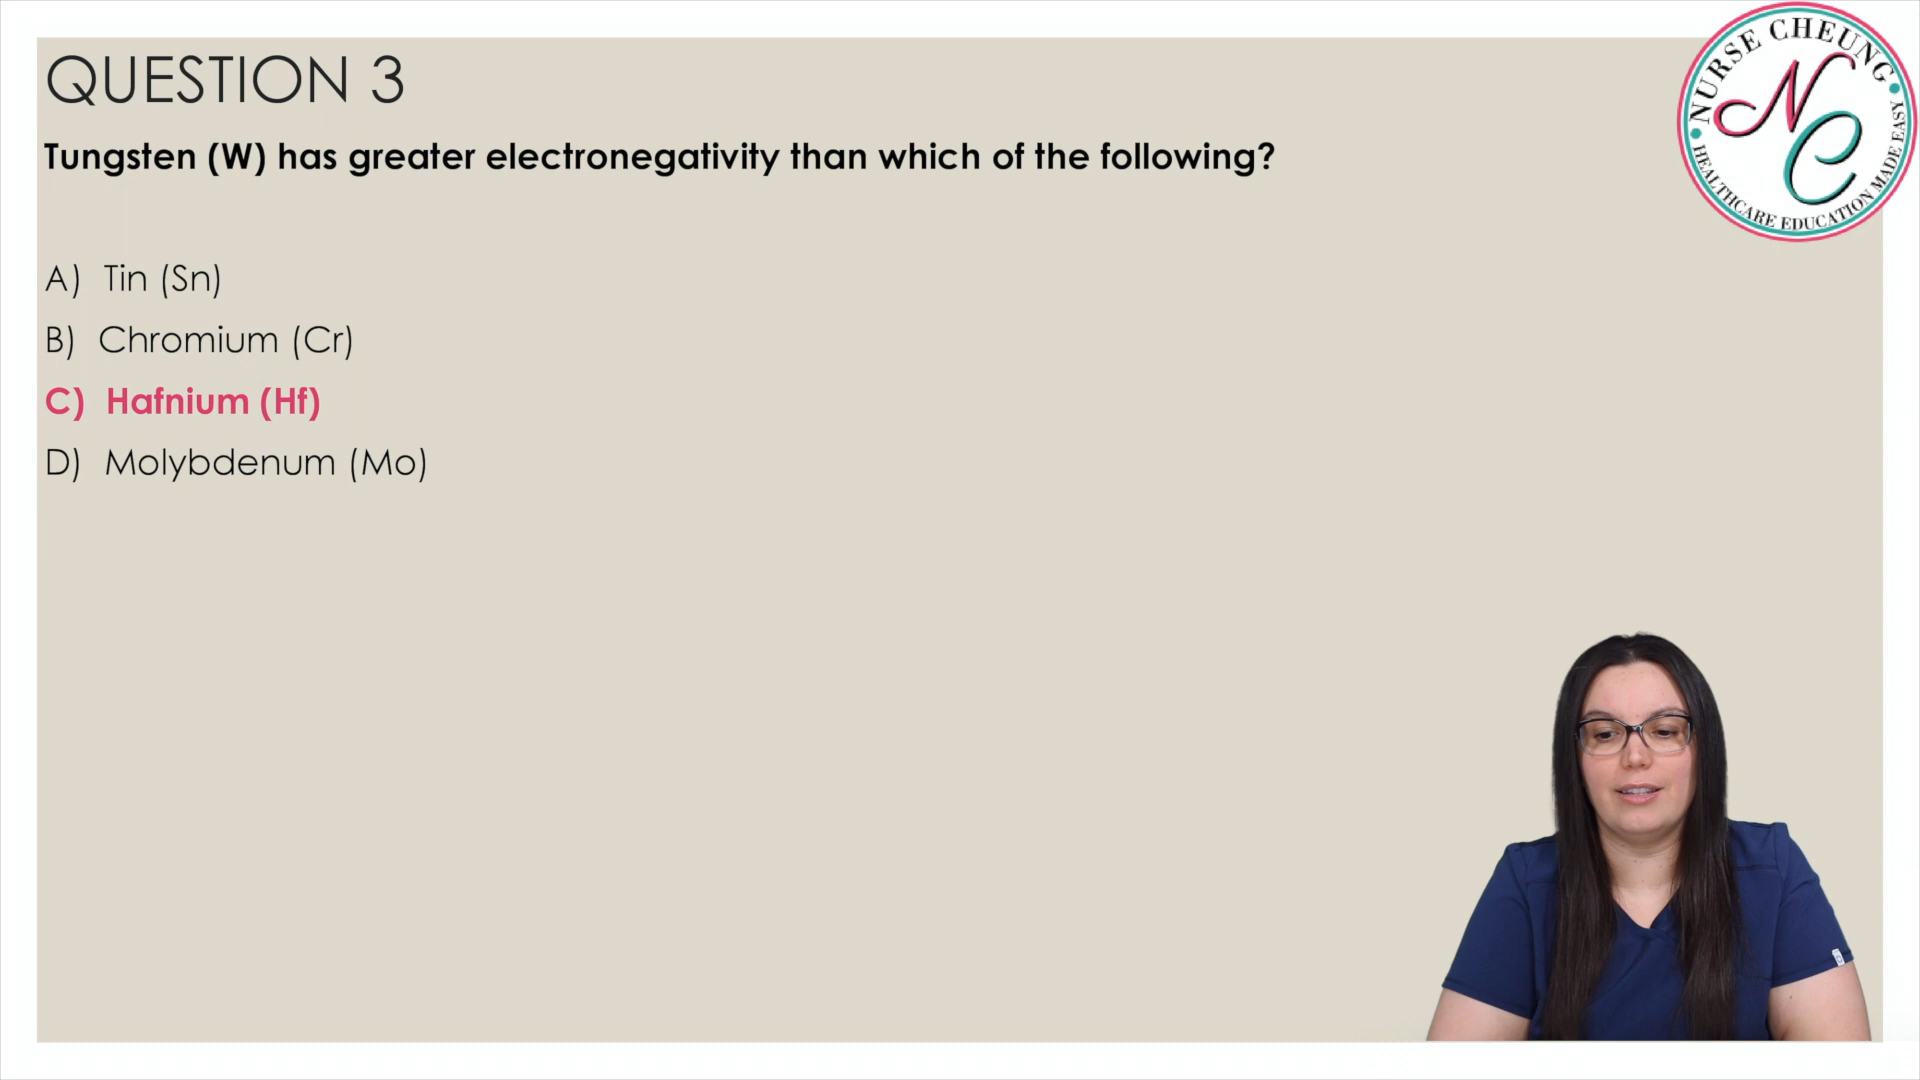 QUESTION 3
Tungsten (W) has greater electronegativity than which of the following?
A) Tin (Sn)
B) Chromium (Cr)
C) Hafnium (Hf)
D) Molybdenum (Mo)
NURSE CHEUNG
NC
HEALTHCARE EDUCATION MADE EASY